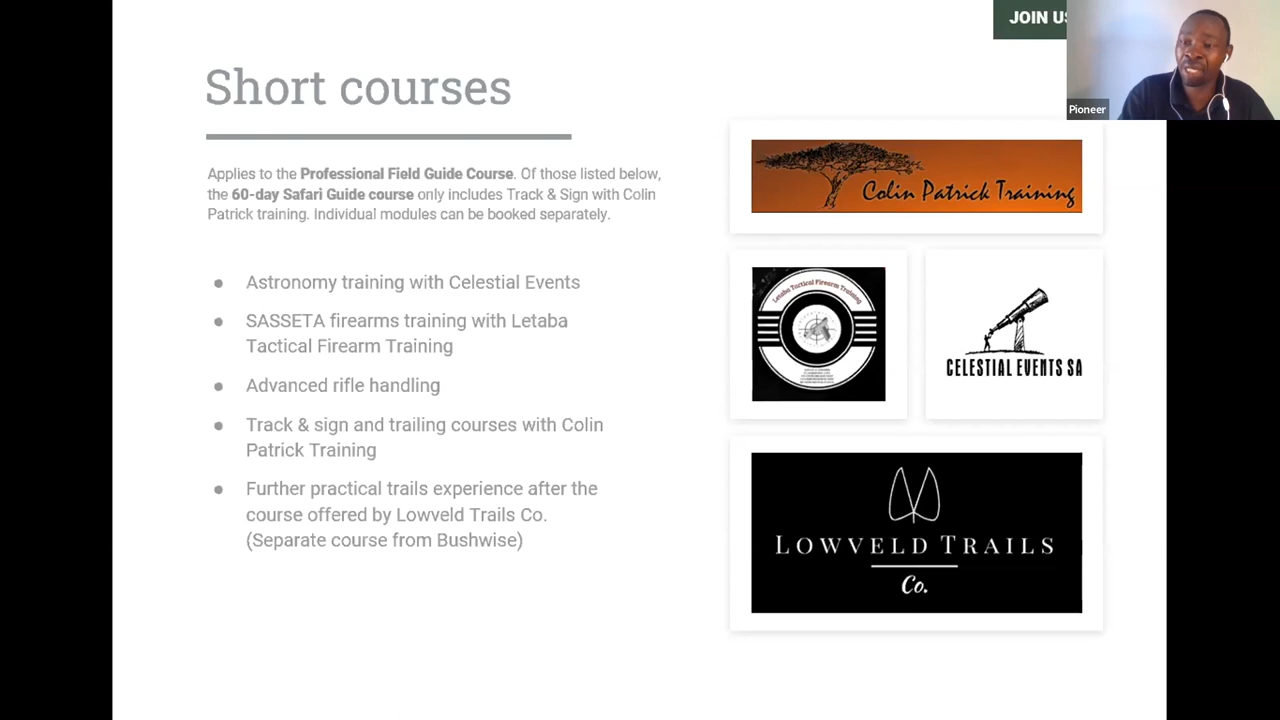 JOIN US
Pioneer
Short courses
Applies to the Professional Field Guide Course. Of those listed below,
the 60-day Safari Guide course only includes Track & Sign with Colin
Patrick training. Individual modules can be booked separately.
● Astronomy training with Celestial Events
● SASSETA firearms training with Letaba
Tactical Firearm Training
● Advanced rifle handling
● Track & sign and trailing courses with Colin
Patrick Training
● Further practical trails experience after the
course offered by Lowveld Trails Co.
(Separate course from Bushwise)
Colin Patrick Training
Letaba Tactical Firearm Training
CELESTIAL EVENTS SA
LOWVELD TRAILS
Co.